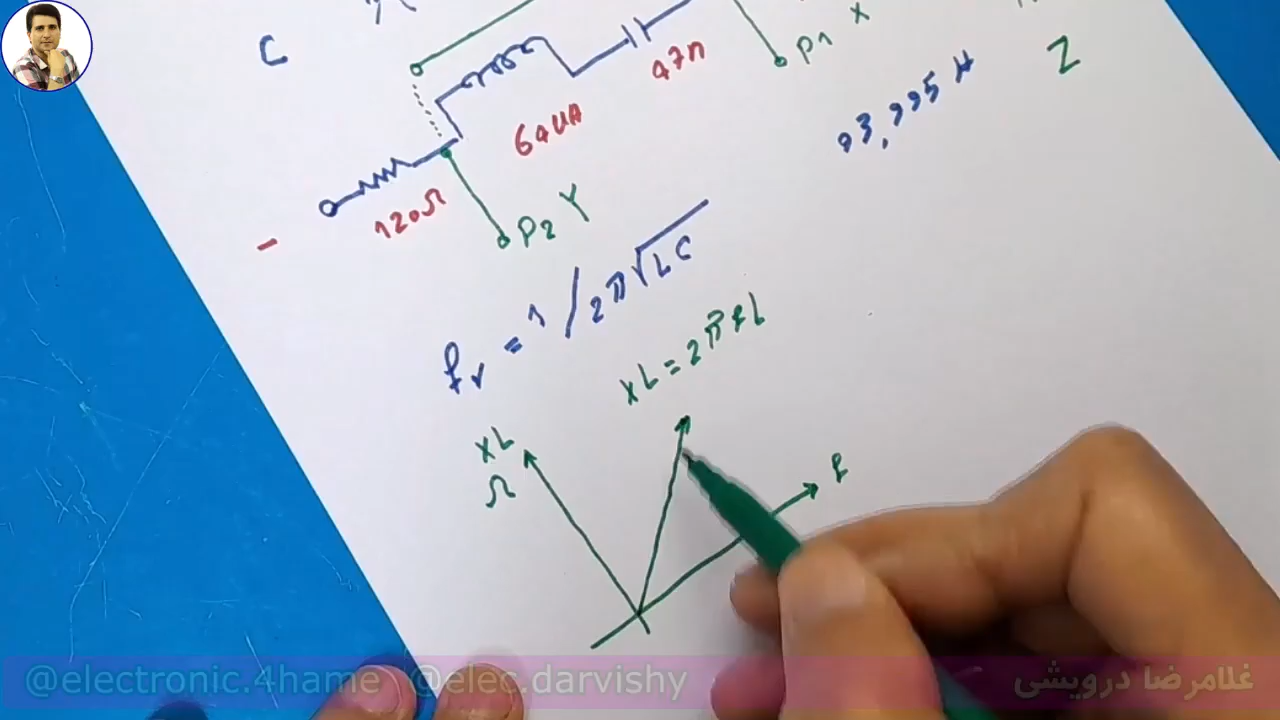 C
47n
P1 X
Z
64UH
93,995 H
120Ω
-
P2 Y
fr = 1/2π√LC
XL = 2πfL
XL
Ω
f
@electronic.4hame @elec.darvishy
غلامرضا درویشی